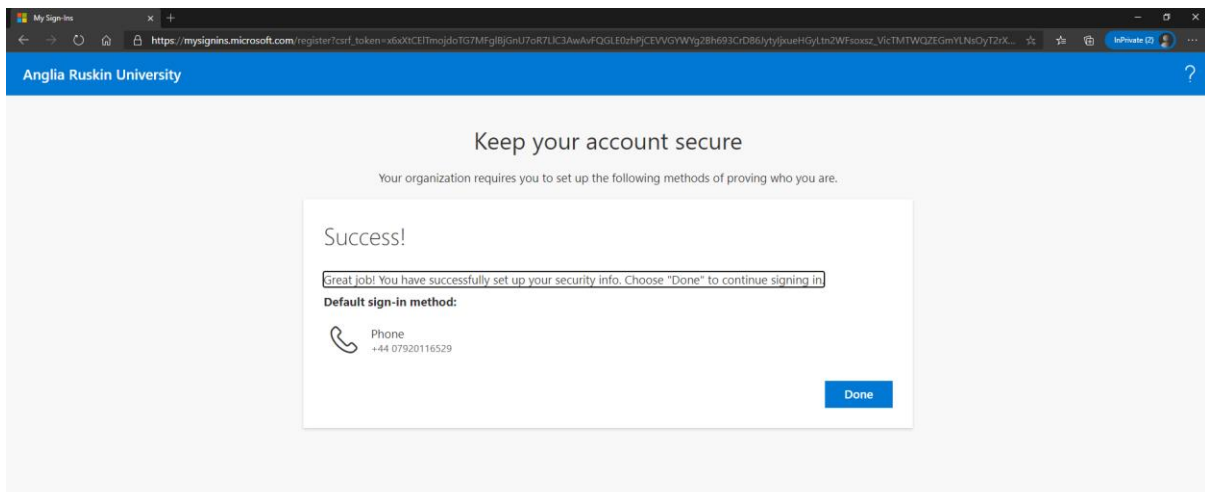 My Sign-Ins
https://mysignins.microsoft.com/register?csrf_token=
InPrivate (2)
Anglia Ruskin University
?
Keep your account secure
Your organization requires you to set up the following methods of proving who you are.
Success!
Great job! You have successfully set up your security info. Choose "Done" to continue signing in.
Default sign-in method:
Phone
+44 07920116529
Done